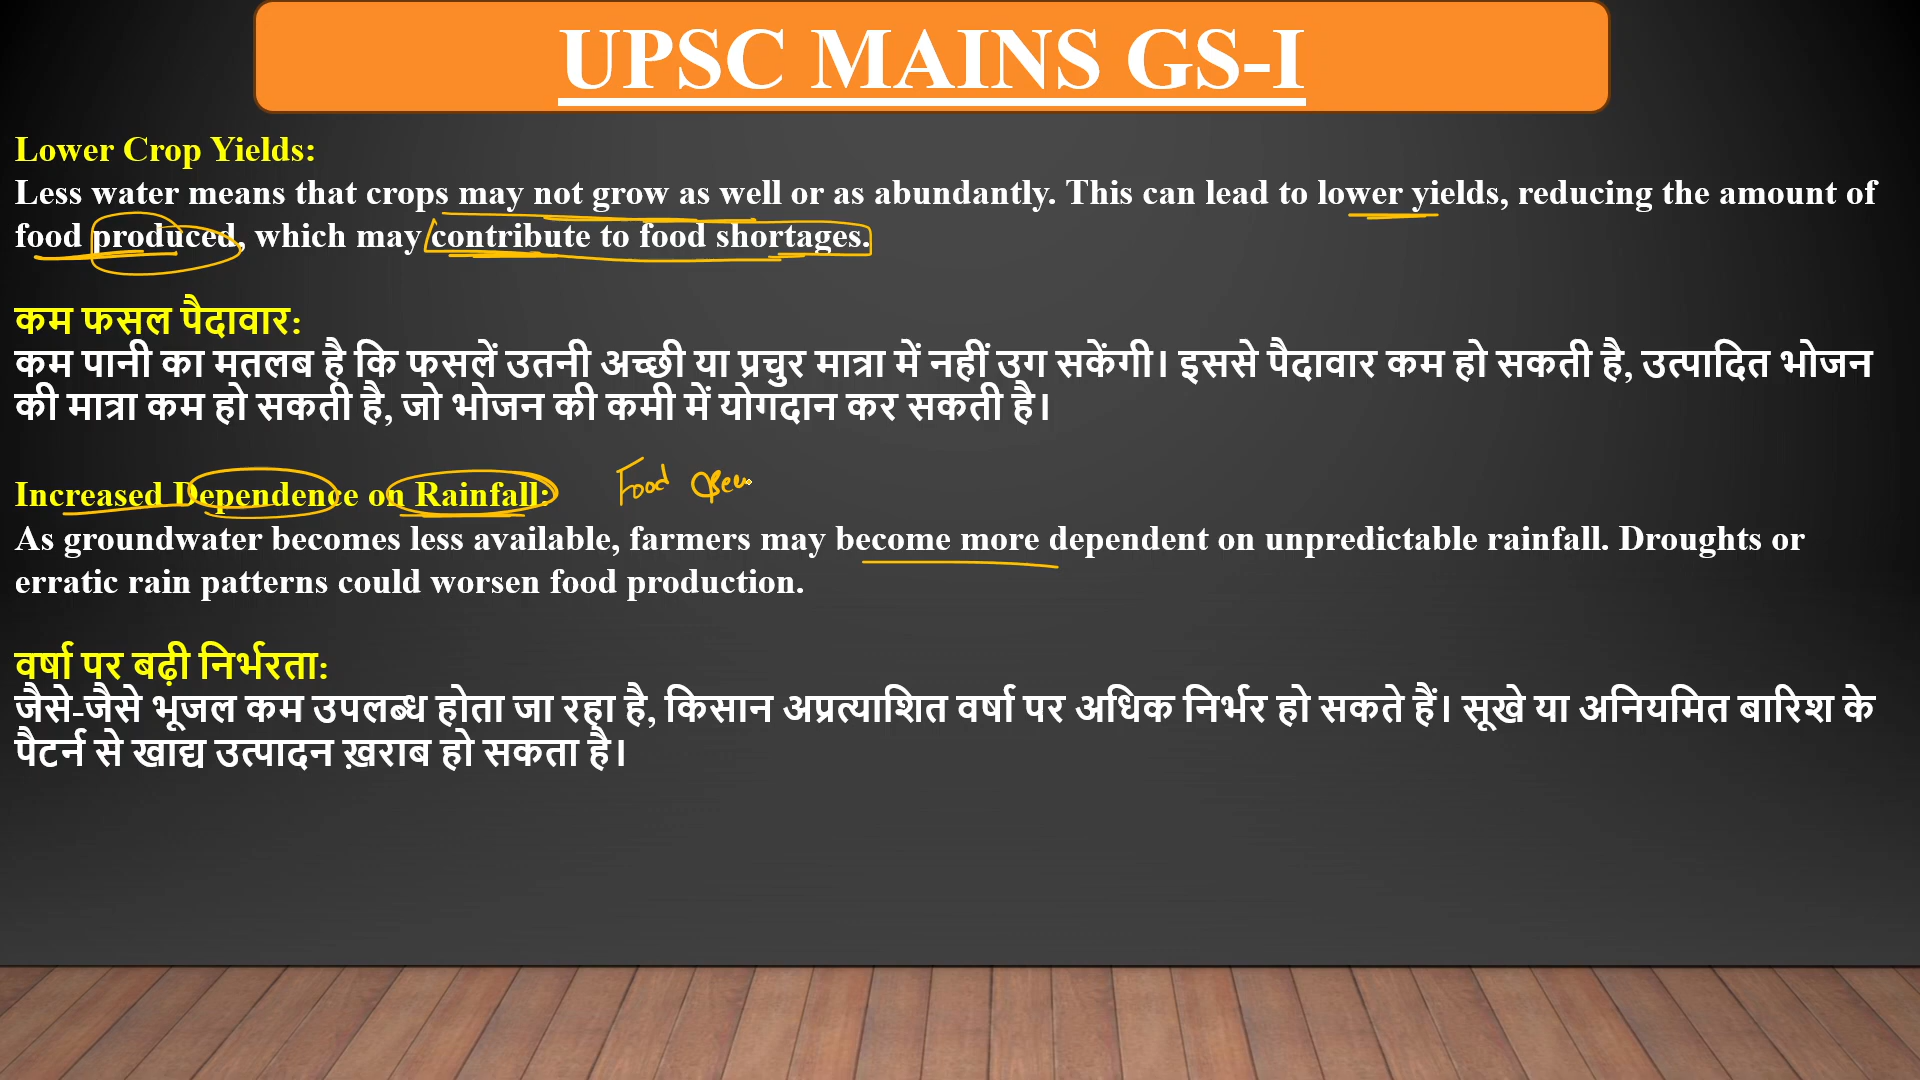 UPSC MAINS GS-I
Lower Crop Yields:
Less water means that crops may not grow as well or as abundantly. This can lead to lower yields, reducing the amount of
food produced, which may contribute to food shortages.
कम फसल पैदावार:
कम पानी का मतलब है कि फसलें उतनी अच्छी या प्रचुर मात्रा में नहीं उग सकेंगी। इससे पैदावार कम हो सकती है, उत्पादित भोजन
की मात्रा कम हो सकती है, जो भोजन की कमी में योगदान कर सकती है।
Increased Dependence on Rainfall:
Food
As groundwater becomes less available, farmers may become more dependent on unpredictable rainfall. Droughts or
erratic rain patterns could worsen food production.
वर्षा पर बढ़ी निर्भरता:
जैसे-जैसे भूजल कम उपलब्ध होता जा रहा है, किसान अप्रत्याशित वर्षा पर अधिक निर्भर हो सकते हैं। सूखे या अनियमित बारिश के
पैटर्न से खाद्य उत्पादन ख़राब हो सकता है।